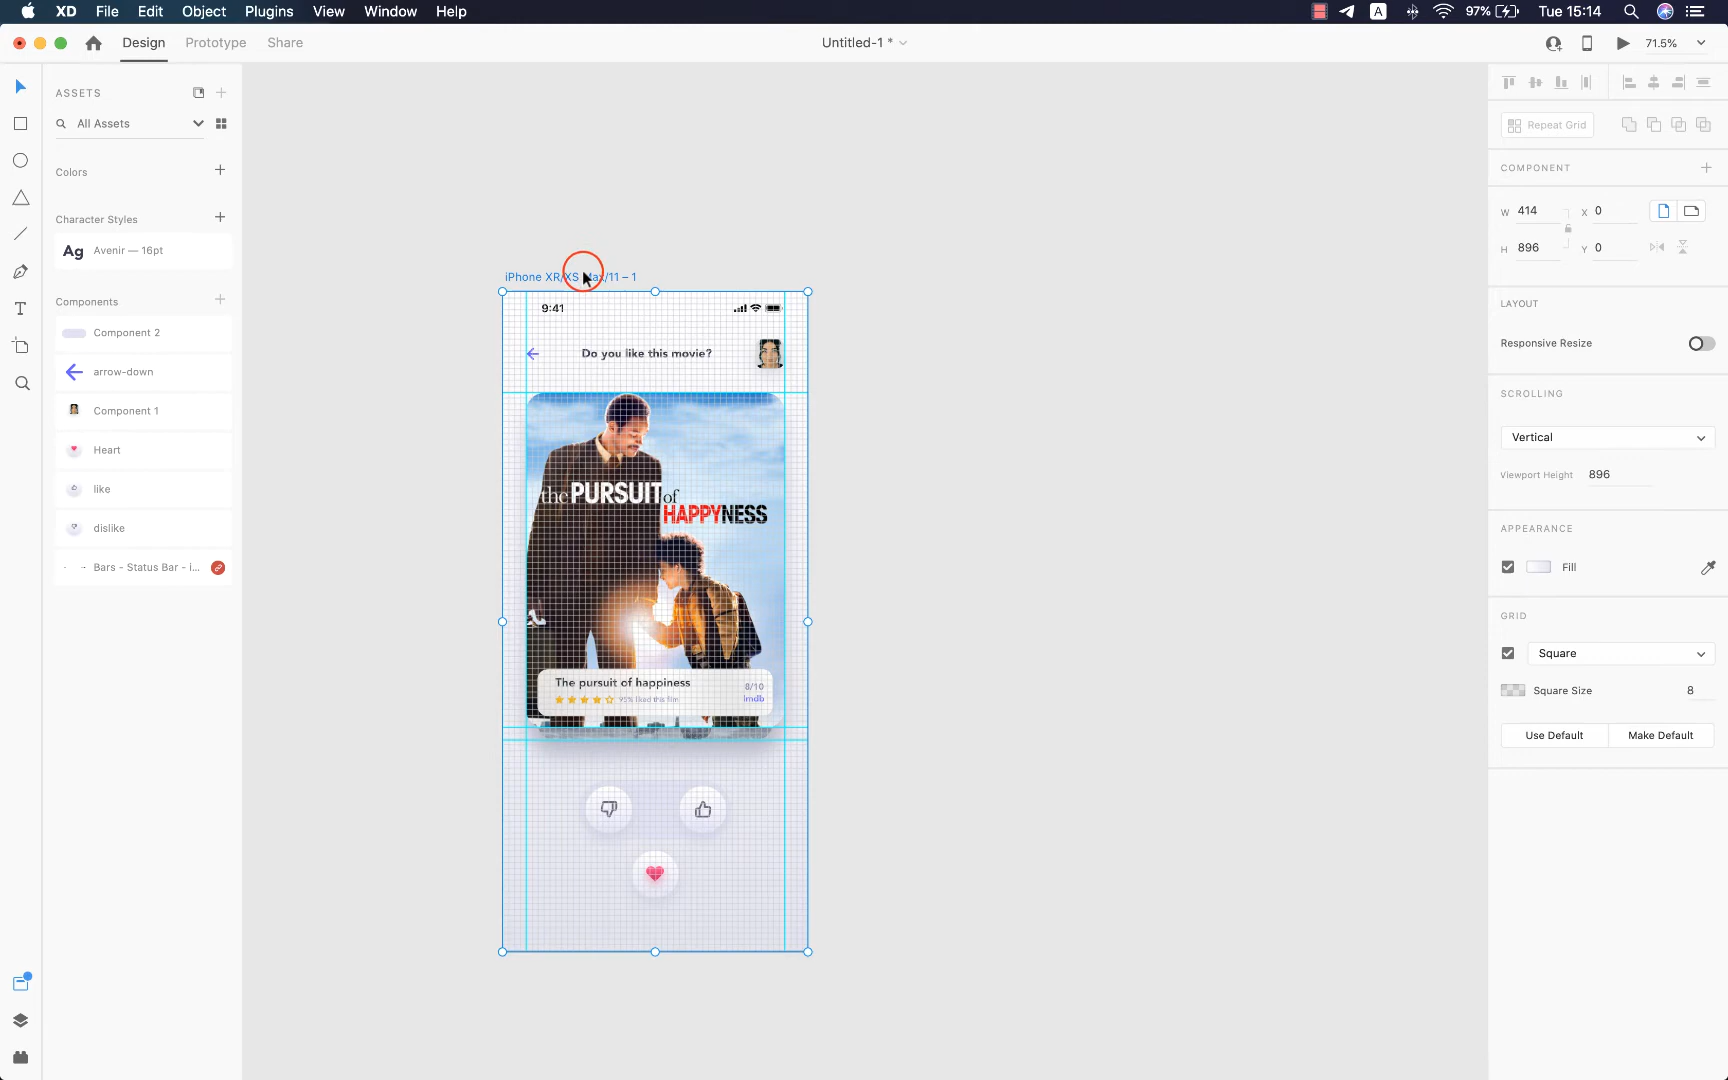 XD File Edit Object Plugins View Window Help
A 97% Tue 15:14
Design Prototype Share
Untitled-1 *
71.5%
ASSETS
All Assets
Colors
Character Styles
Ag Avenir — 16pt
Components
Component 2
arrow-down
Component 1
Heart
like
dislike
Bars - Status Bar - i...
iPhone XR/XS Max/11 – 1
9:41
Do you like this movie?
the PURSUIT of
HAPPYNESS
The pursuit of happiness
95% liked this film
8/10
Imdb
Repeat Grid
COMPONENT
W 414 X 0
H 896 Y 0
LAYOUT
Responsive Resize
SCROLLING
Vertical
Viewport Height 896
APPEARANCE
Fill
GRID
Square
Square Size 8
Use Default Make Default